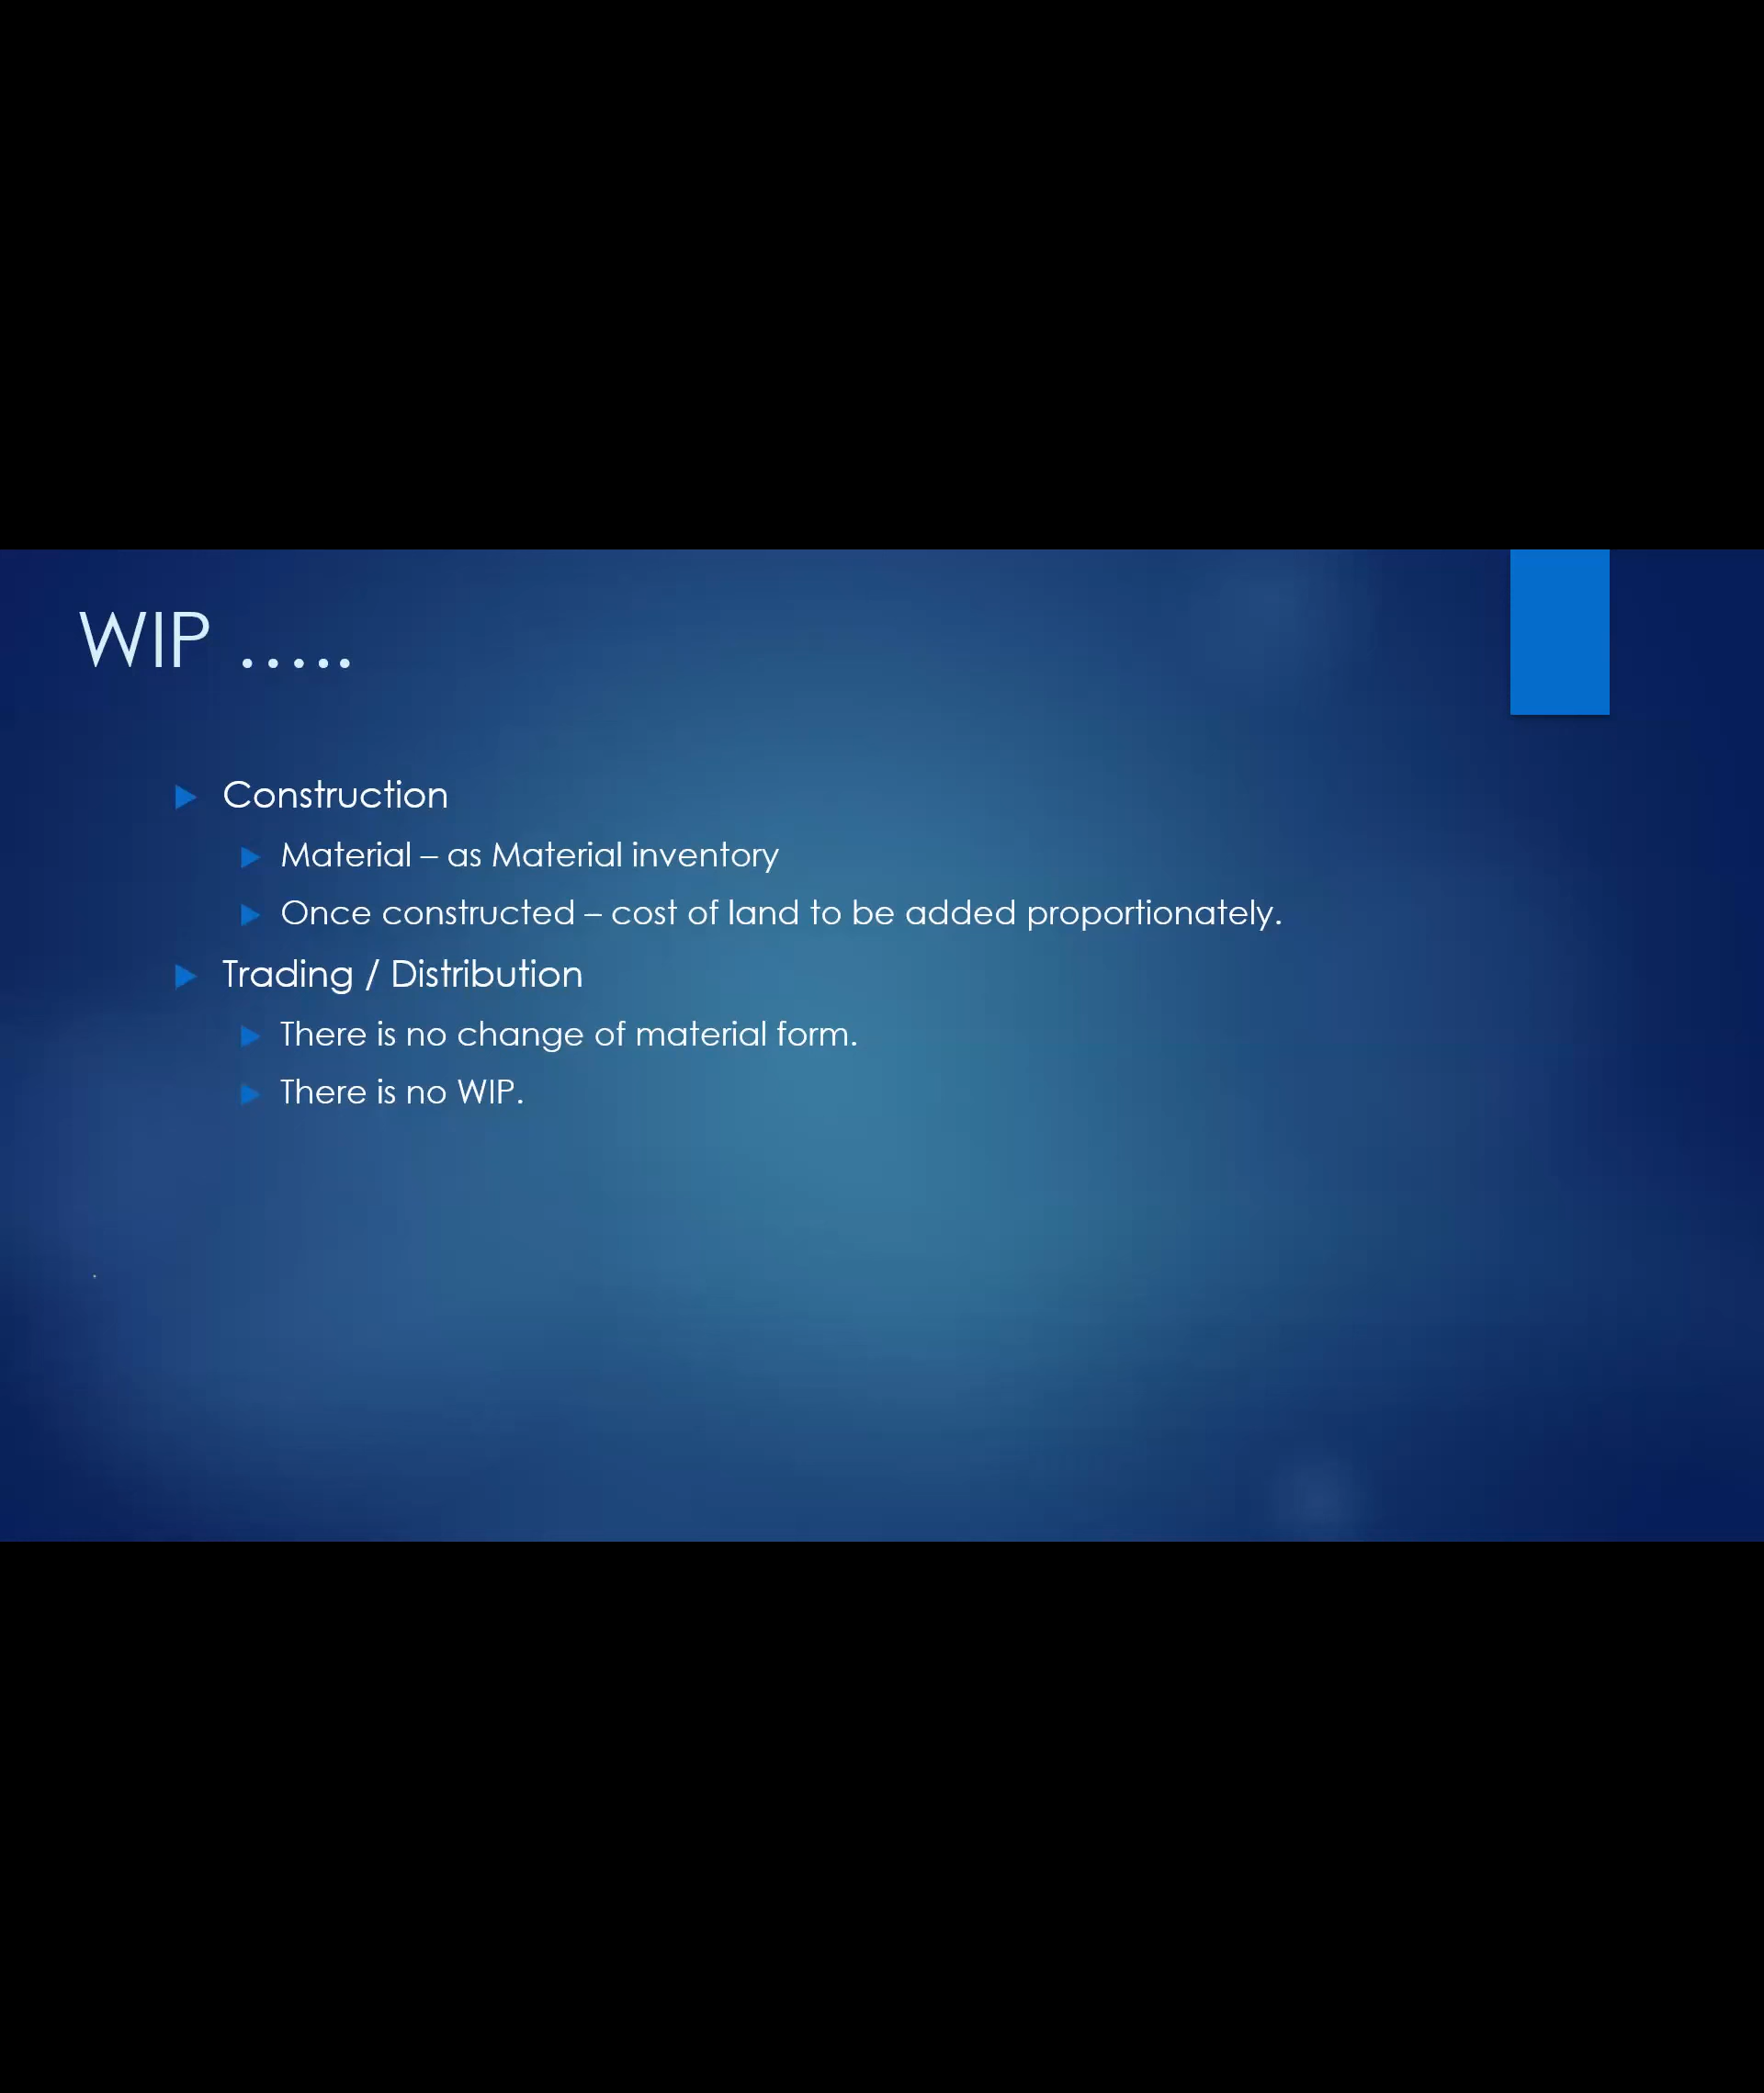 WIP …..
Construction
Material – as Material inventory
Once constructed – cost of land to be added proportionately.
Trading / Distribution
There is no change of material form.
There is no WIP.